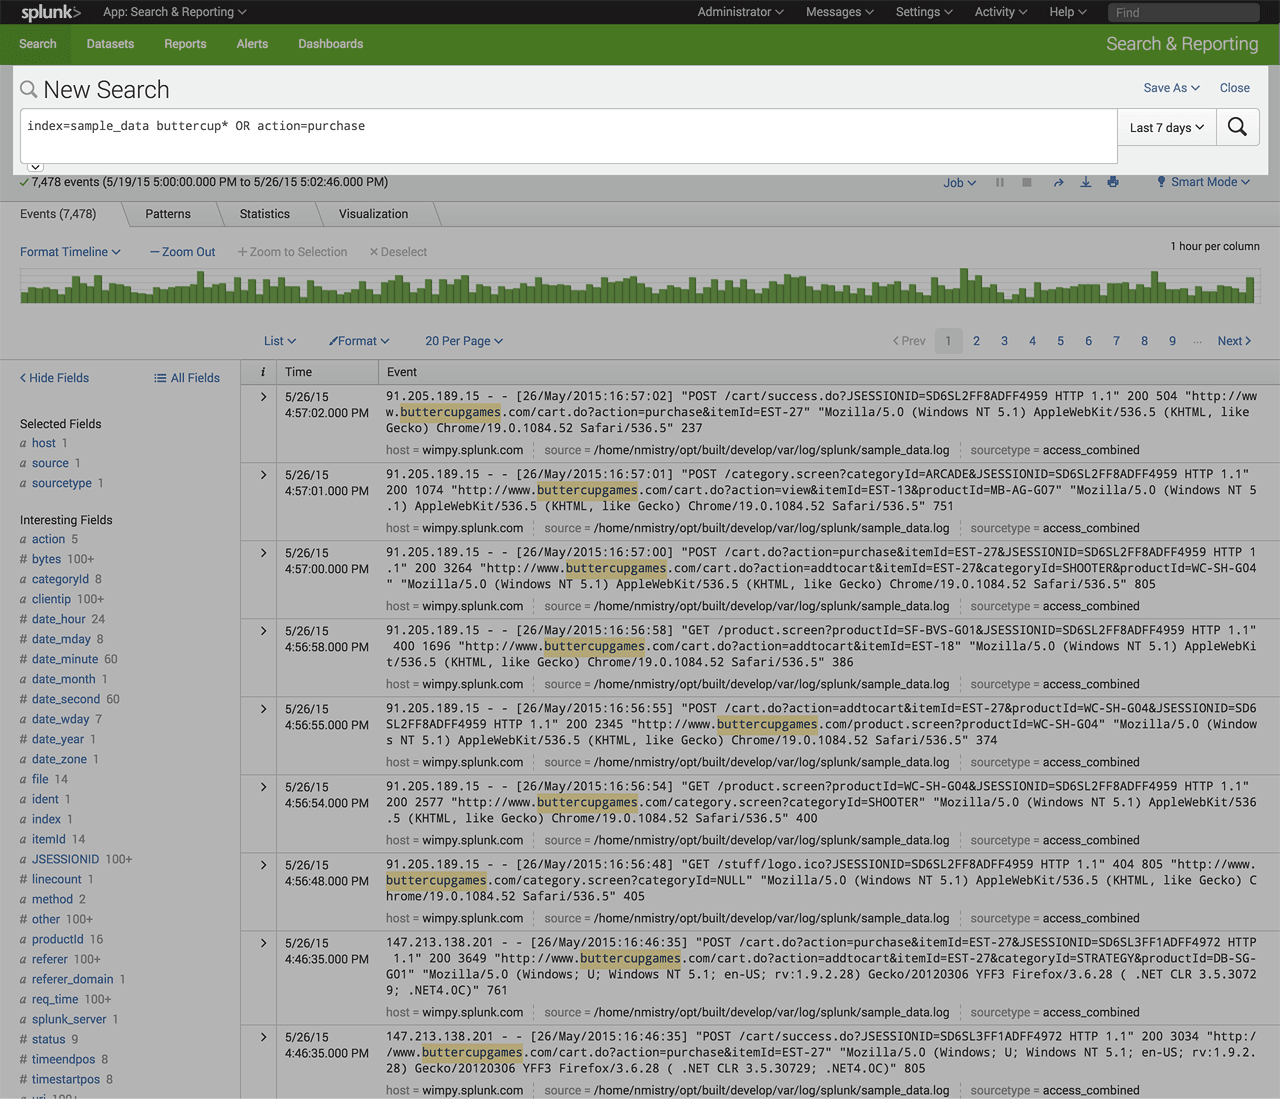 splunk> App: Search & Reporting Administrator Messages Settings Activity Help Find
Search Datasets Reports Alerts Dashboards Search & Reporting
New Search Save As Close
index=sample_data buttercup* OR action=purchase Last 7 days
7,478 events (5/19/15 5:00:00.000 PM to 5/26/15 5:02:46.000 PM) Job Smart Mode
Events (7,478) Patterns Statistics Visualization
Format Timeline — Zoom Out + Zoom to Selection × Deselect 1 hour per column
List Format 20 Per Page < Prev 1 2 3 4 5 6 7 8 9 ... Next >
< Hide Fields All Fields
Selected Fields
a host 1
a source 1
a sourcetype 1
Interesting Fields
a action 5
# bytes 100+
a categoryId 8
a clientip 100+
# date_hour 24
# date_mday 8
# date_minute 60
a date_month 1
# date_second 60
a date_wday 7
# date_year 1
a date_zone 1
a file 14
a ident 1
a index 1
a itemId 14
a JSESSIONID 100+
# linecount 1
a method 2
# other 100+
a productId 16
a referer 100+
a referer_domain 1
a req_time 100+
a splunk_server 1
# status 9
# timeendpos 8
# timestartpos 8
a uri 100+
i Time Event
5/26/15
4:57:02.000 PM
91.205.189.15 - - [26/May/2015:16:57:02] "POST /cart/success.do?JSESSIONID=SD6SL2FF8ADFF4959 HTTP 1.1" 200 504 "http://ww
w.buttercupgames.com/cart.do?action=purchase&itemId=EST-27" "Mozilla/5.0 (Windows NT 5.1) AppleWebKit/536.5 (KHTML, like
Gecko) Chrome/19.0.1084.52 Safari/536.5" 237
host = wimpy.splunk.com source = /home/nmistry/opt/built/develop/var/log/splunk/sample_data.log sourcetype = access_combined
5/26/15
4:57:01.000 PM
91.205.189.15 - - [26/May/2015:16:57:01] "POST /category.screen?categoryId=ARCADE&JSESSIONID=SD6SL2FF8ADFF4959 HTTP 1.1"
200 1074 "http://www.buttercupgames.com/cart.do?action=view&itemId=EST-13&productId=MB-AG-G07" "Mozilla/5.0 (Windows NT 5
.1) AppleWebKit/536.5 (KHTML, like Gecko) Chrome/19.0.1084.52 Safari/536.5" 751
host = wimpy.splunk.com source = /home/nmistry/opt/built/develop/var/log/splunk/sample_data.log sourcetype = access_combined
5/26/15
4:57:00.000 PM
91.205.189.15 - - [26/May/2015:16:57:00] "POST /cart.do?action=purchase&itemId=EST-27&JSESSIONID=SD6SL2FF8ADFF4959 HTTP 1
.1" 200 3264 "http://www.buttercupgames.com/cart.do?action=addtocart&itemId=EST-27&categoryId=SHOOTER&productId=WC-SH-G04
" "Mozilla/5.0 (Windows NT 5.1) AppleWebKit/536.5 (KHTML, like Gecko) Chrome/19.0.1084.52 Safari/536.5" 805
host = wimpy.splunk.com source = /home/nmistry/opt/built/develop/var/log/splunk/sample_data.log sourcetype = access_combined
5/26/15
4:56:58.000 PM
91.205.189.15 - - [26/May/2015:16:56:58] "GET /product.screen?productId=SF-BVS-G01&JSESSIONID=SD6SL2FF8ADFF4959 HTTP 1.1"
400 1696 "http://www.buttercupgames.com/cart.do?action=addtocart&itemId=EST-18" "Mozilla/5.0 (Windows NT 5.1) AppleWebKi
t/536.5 (KHTML, like Gecko) Chrome/19.0.1084.52 Safari/536.5" 386
host = wimpy.splunk.com source = /home/nmistry/opt/built/develop/var/log/splunk/sample_data.log sourcetype = access_combined
5/26/15
4:56:55.000 PM
91.205.189.15 - - [26/May/2015:16:56:55] "POST /cart.do?action=addtocart&itemId=EST-27&productId=WC-SH-G04&JSESSIONID=SD6
SL2FF8ADFF4959 HTTP 1.1" 200 2345 "http://www.buttercupgames.com/product.screen?productId=WC-SH-G04" "Mozilla/5.0 (Window
s NT 5.1) AppleWebKit/536.5 (KHTML, like Gecko) Chrome/19.0.1084.52 Safari/536.5" 374
host = wimpy.splunk.com source = /home/nmistry/opt/built/develop/var/log/splunk/sample_data.log sourcetype = access_combined
5/26/15
4:56:54.000 PM
91.205.189.15 - - [26/May/2015:16:56:54] "GET /product.screen?productId=WC-SH-G04&JSESSIONID=SD6SL2FF8ADFF4959 HTTP 1.1"
200 2577 "http://www.buttercupgames.com/category.screen?categoryId=SHOOTER" "Mozilla/5.0 (Windows NT 5.1) AppleWebKit/536
.5 (KHTML, like Gecko) Chrome/19.0.1084.52 Safari/536.5" 400
host = wimpy.splunk.com source = /home/nmistry/opt/built/develop/var/log/splunk/sample_data.log sourcetype = access_combined
5/26/15
4:56:48.000 PM
91.205.189.15 - - [26/May/2015:16:56:48] "GET /stuff/logo.ico?JSESSIONID=SD6SL2FF8ADFF4959 HTTP 1.1" 404 805 "http://www.
buttercupgames.com/category.screen?categoryId=NULL" "Mozilla/5.0 (Windows NT 5.1) AppleWebKit/536.5 (KHTML, like Gecko) C
hrome/19.0.1084.52 Safari/536.5" 405
host = wimpy.splunk.com source = /home/nmistry/opt/built/develop/var/log/splunk/sample_data.log sourcetype = access_combined
5/26/15
4:46:35.000 PM
147.213.138.201 - - [26/May/2015:16:46:35] "POST /cart.do?action=purchase&itemId=EST-27&JSESSIONID=SD6SL3FF1ADFF4972 HTTP
1.1" 200 3649 "http://www.buttercupgames.com/cart.do?action=addtocart&itemId=EST-27&categoryId=STRATEGY&productId=DB-SG-
G01" "Mozilla/5.0 (Windows; U; Windows NT 5.1; en-US; rv:1.9.2.28) Gecko/20120306 YFF3 Firefox/3.6.28 ( .NET CLR 3.5.3072
9; .NET4.0C)" 761
host = wimpy.splunk.com source = /home/nmistry/opt/built/develop/var/log/splunk/sample_data.log sourcetype = access_combined
5/26/15
4:46:35.000 PM
147.213.138.201 - - [26/May/2015:16:46:35] "POST /cart/success.do?JSESSIONID=SD6SL3FF1ADFF4972 HTTP 1.1" 200 3034 "http:/
/www.buttercupgames.com/cart.do?action=purchase&itemId=EST-27" "Mozilla/5.0 (Windows; U; Windows NT 5.1; en-US; rv:1.9.2.
28) Gecko/20120306 YFF3 Firefox/3.6.28 ( .NET CLR 3.5.30729; .NET4.0C)" 805
host = wimpy.splunk.com source = /home/nmistry/opt/built/develop/var/log/splunk/sample_data.log sourcetype = access_combined